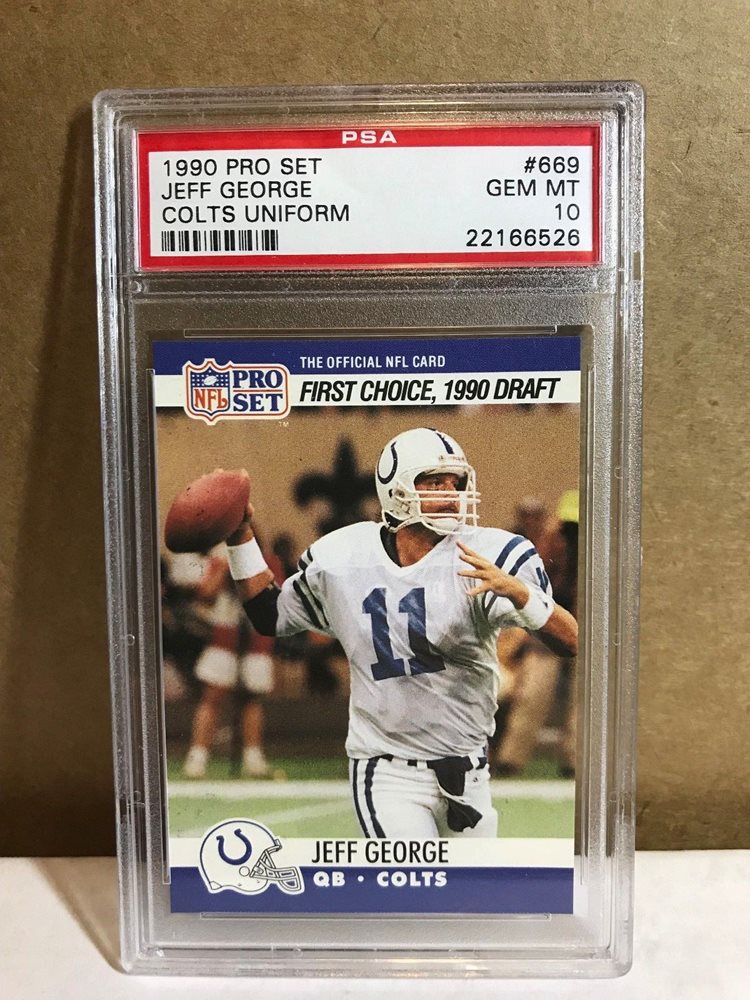 PSA
1990 PRO SET #669
JEFF GEORGE GEM MT
COLTS UNIFORM 10
22166526
THE OFFICIAL NFL CARD
NFL PRO SET ™
FIRST CHOICE, 1990 DRAFT
11
JEFF GEORGE
QB · COLTS